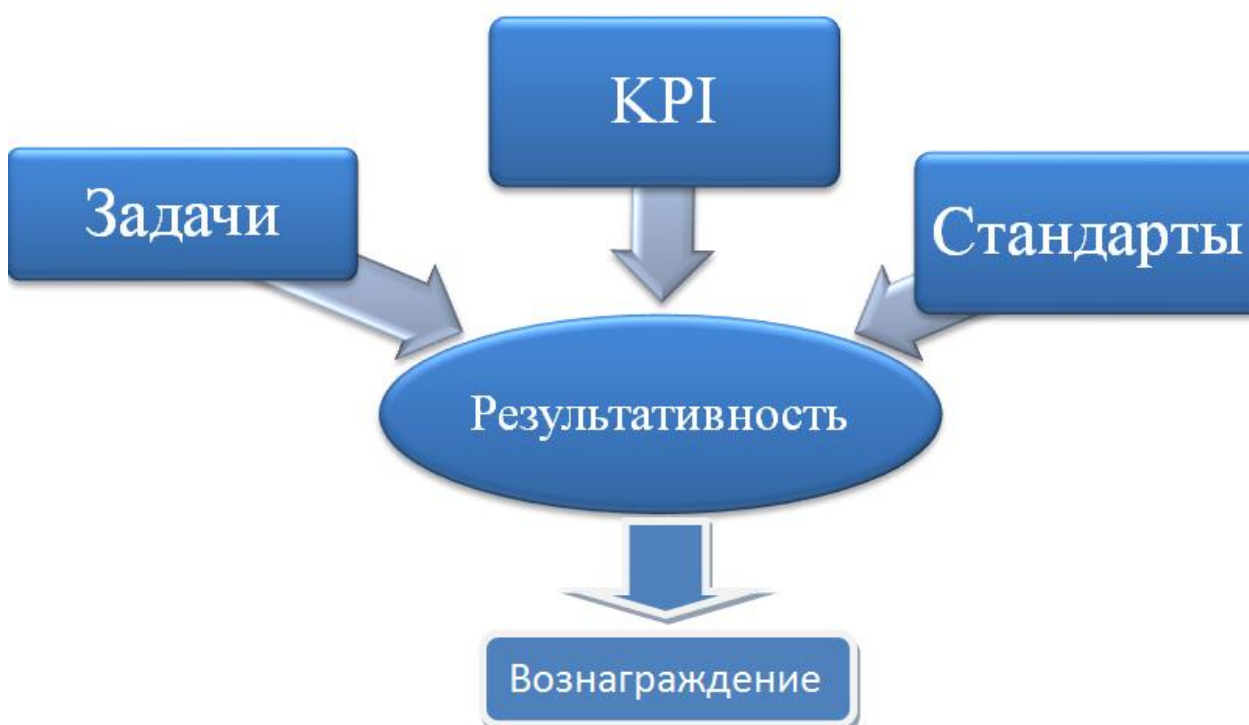 KPI
Задачи
Стандарты
Результативность
Вознаграждение